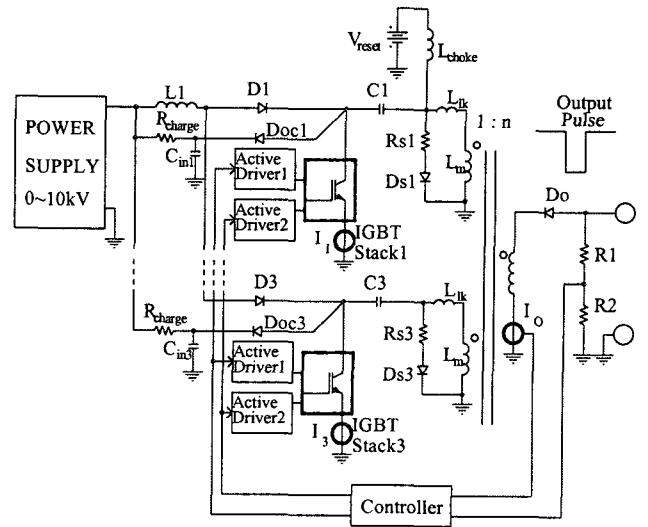 V_reset
L_choke
L1
D1
C1
L_lk
1 : n
Output
Pulse
R_charge
Doc1
C_in1
POWER
SUPPLY
0~10kV
Rs1
L_m
Ds1
Active
Driver1
Active
Driver2
I_1
IGBT
Stack1
Do
R1
R2
I_O
D3
C3
L_lk
R_charge
Doc3
C_in3
Rs3
L_m
Ds3
Active
Driver1
Active
Driver2
I_3
IGBT
Stack3
Controller